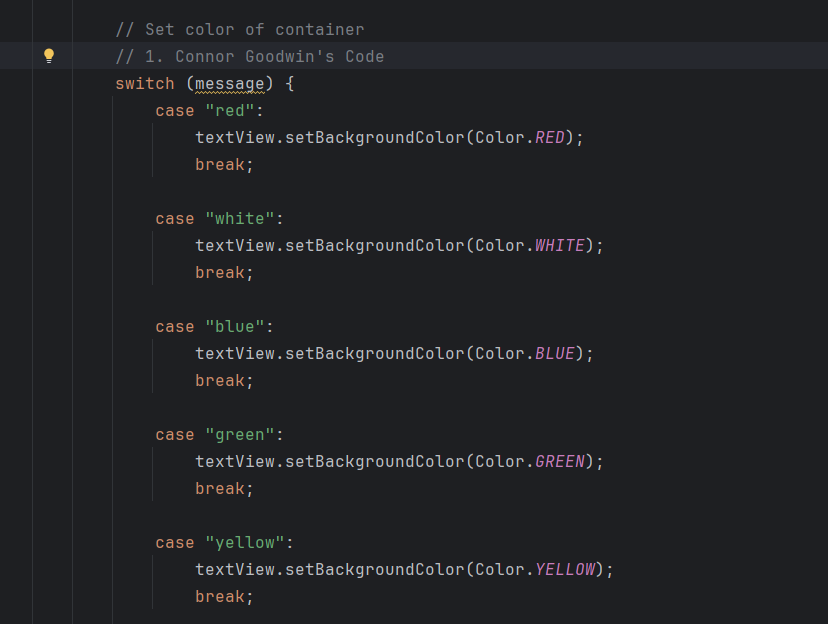 // Set color of container
// 1. Connor Goodwin's Code
switch (message) {
case "red":
textView.setBackgroundColor(Color.RED);
break;
case "white":
textView.setBackgroundColor(Color.WHITE);
break;
case "blue":
textView.setBackgroundColor(Color.BLUE);
break;
case "green":
textView.setBackgroundColor(Color.GREEN);
break;
case "yellow":
textView.setBackgroundColor(Color.YELLOW);
break;